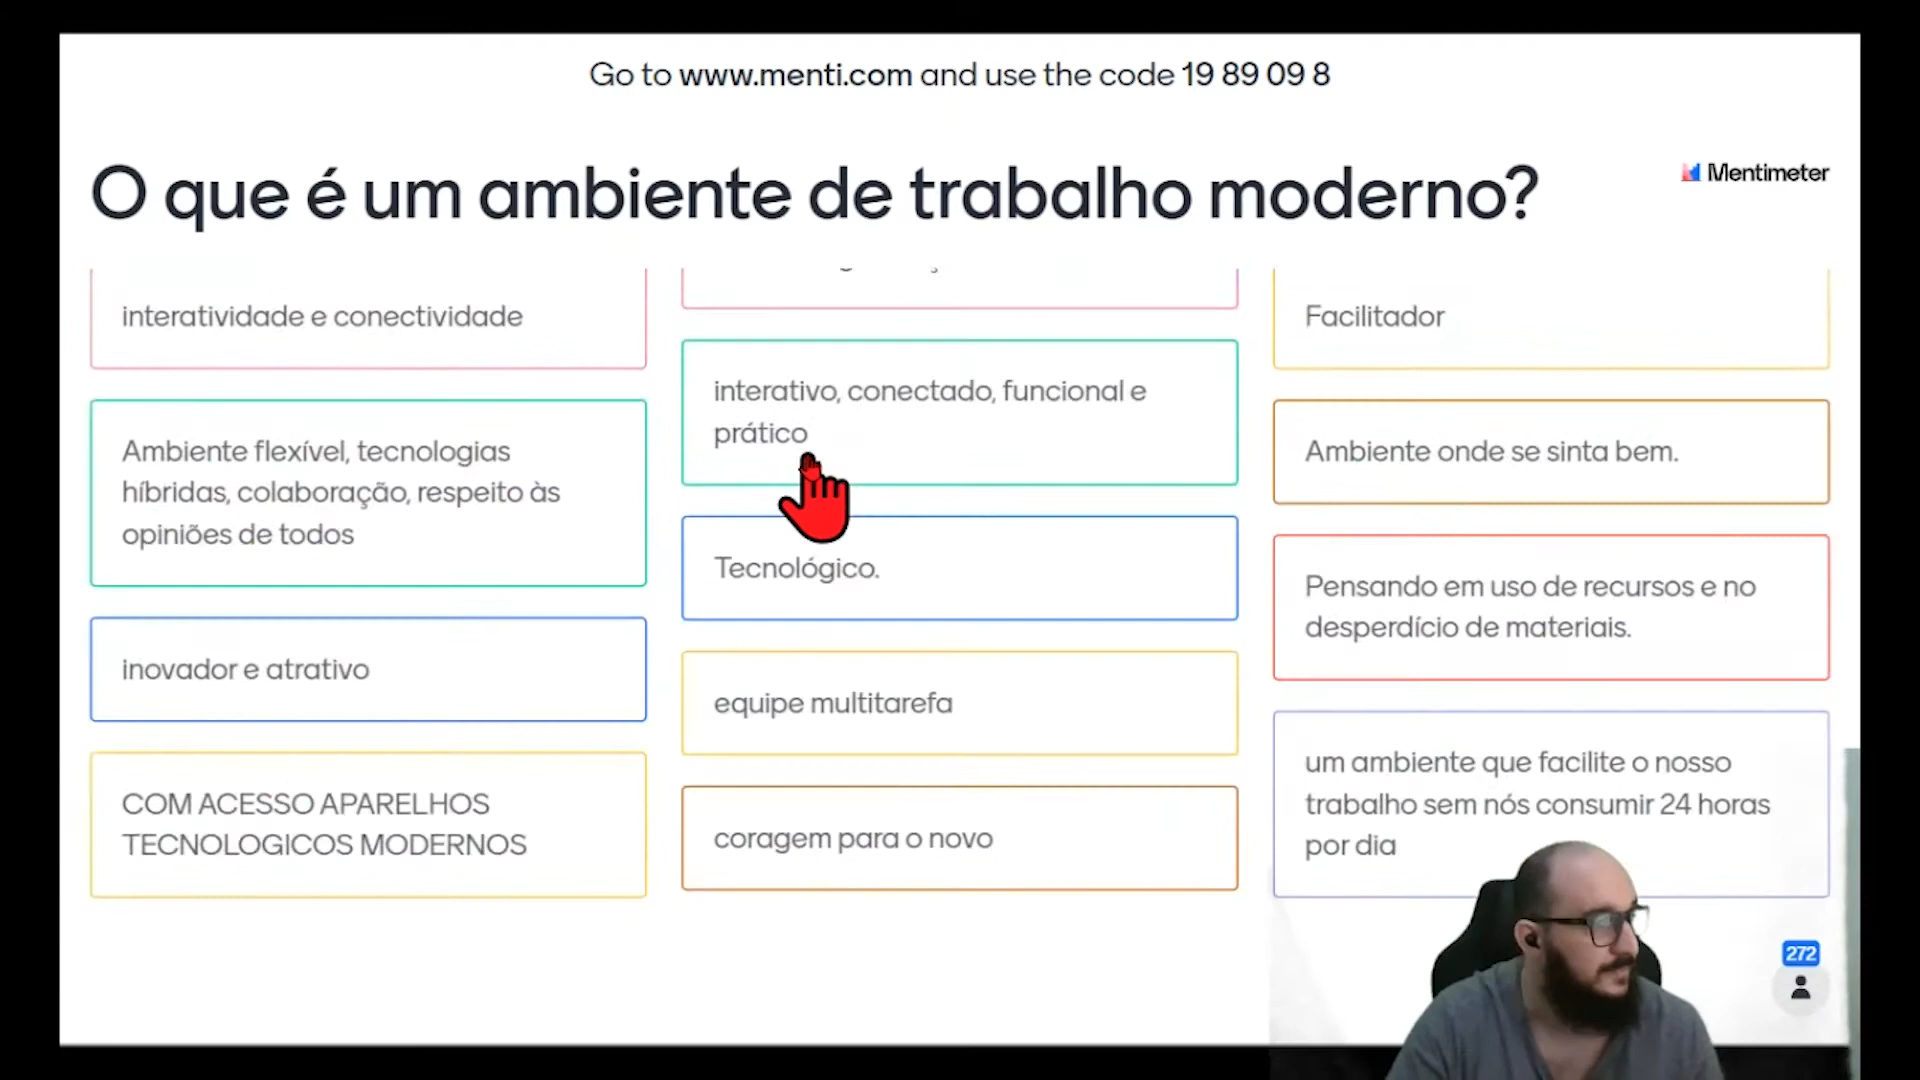 Go to www.menti.com and use the code 19 89 09 8
O que é um ambiente de trabalho moderno?
Mentimeter
interatividade e conectividade
Ambiente flexível, tecnologias
híbridas, colaboração, respeito às
opiniões de todos
inovador e atrativo
COM ACESSO APARELHOS
TECNOLOGICOS MODERNOS
interativo, conectado, funcional e
prático
Tecnológico.
equipe multitarefa
coragem para o novo
Facilitador
Ambiente onde se sinta bem.
Pensando em uso de recursos e no
desperdício de materiais.
um ambiente que facilite o nosso
trabalho sem nós consumir 24 horas
por dia
272